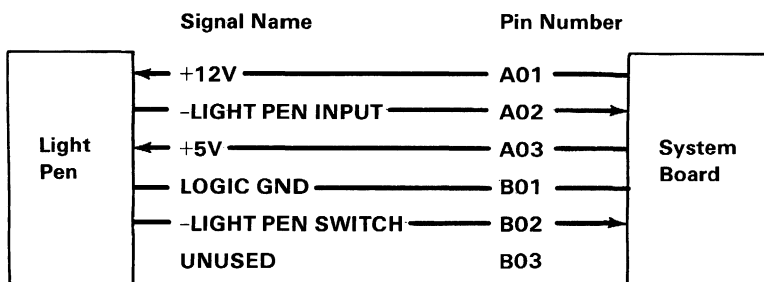 Signal Name Pin Number
+12V A01
-LIGHT PEN INPUT A02
Light Pen +5V A03 System Board
LOGIC GND B01
-LIGHT PEN SWITCH B02
UNUSED B03